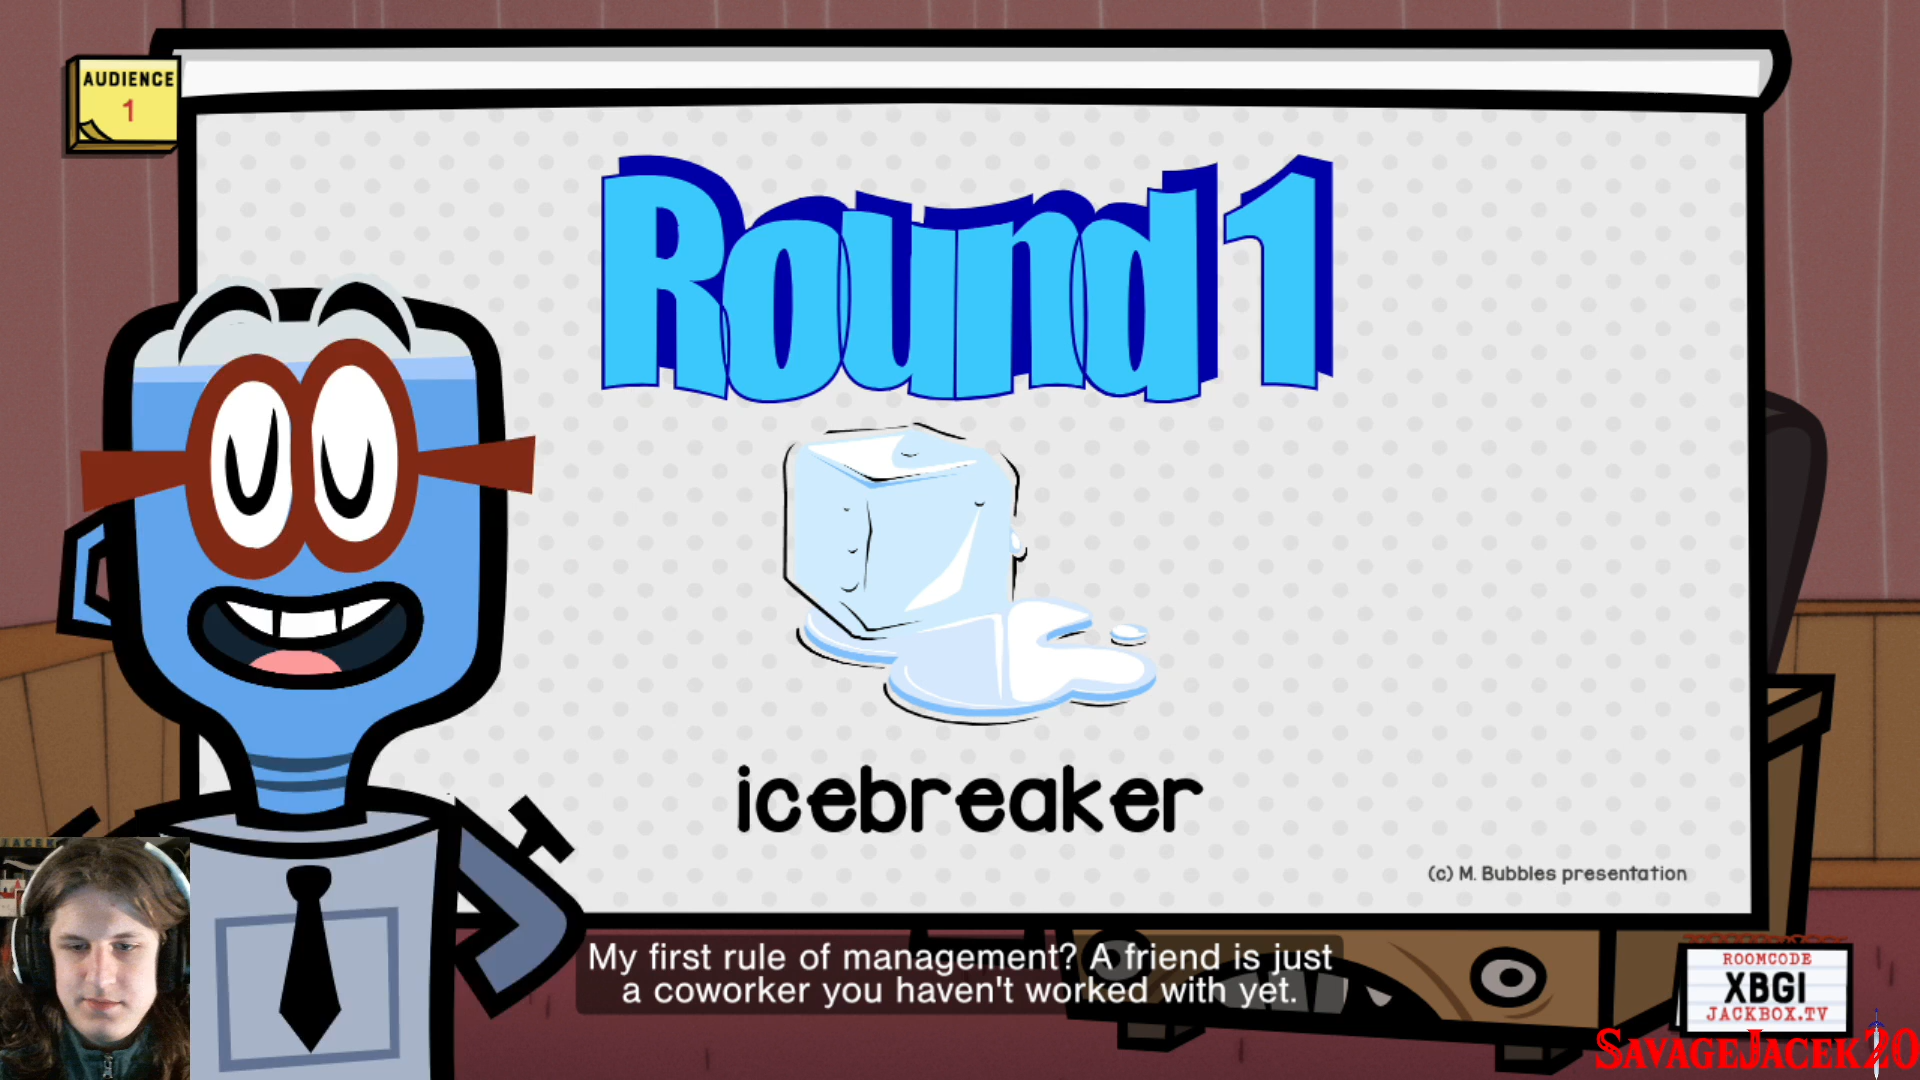 AUDIENCE
1
Round 1
icebreaker
(c) M. Bubbles presentation
My first rule of management? A friend is just
a coworker you haven't worked with yet.
ROOMCODE
XBGI
JACKBOX.TV
SAVAGEJACEK20